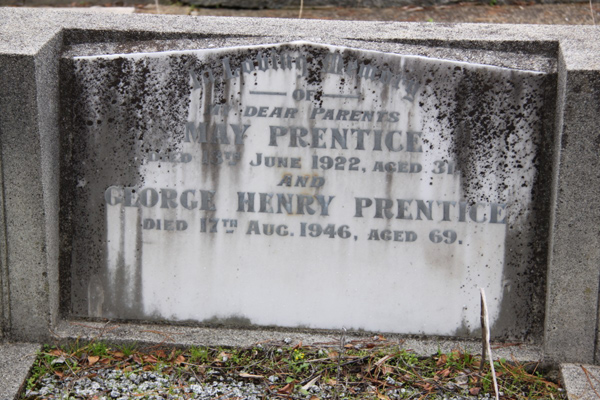 In Loving Memory
— OF —
DEAR PARENTS
MAY PRENTICE
DIED JUNE 1922, AGED
AND
GEORGE HENRY PRENTICE
DIED 17TH AUG. 1946, AGED 69.